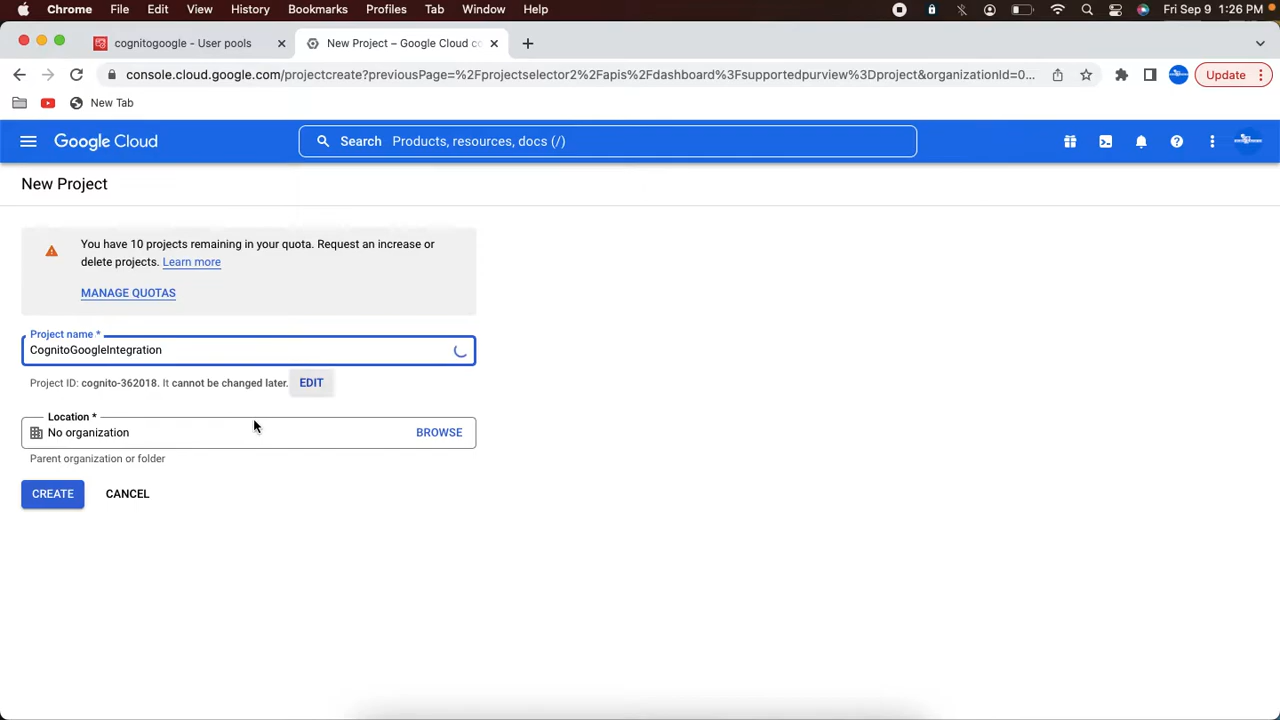 Chrome File Edit View History Bookmarks Profiles Tab Window Help Fri Sep 9 1:26 PM
cognitogoogle - User pools New Project – Google Cloud co
console.cloud.google.com/projectcreate?previousPage=%2Fprojectselector2%2Fapis%2Fdashboard%3Fsupportedpurview%3Dproject&organizationId=0... Update
New Tab
Google Cloud Search Products, resources, docs (/)
New Project
You have 10 projects remaining in your quota. Request an increase or
delete projects. Learn more
MANAGE QUOTAS
Project name *
CognitoGoogleIntegration
Project ID: cognito-362018. It cannot be changed later. EDIT
Location *
No organization BROWSE
Parent organization or folder
CREATE CANCEL